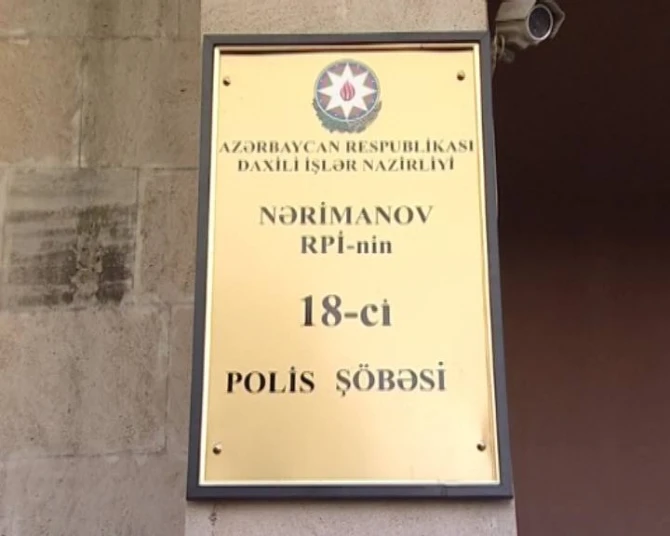 AZƏRBAYCAN RESPUBLİKASI
DAXİLİ İŞLƏR NAZİRLİYİ
NƏRİMANOV
RPİ-nin
18-ci
POLİS ŞÖBƏSİ